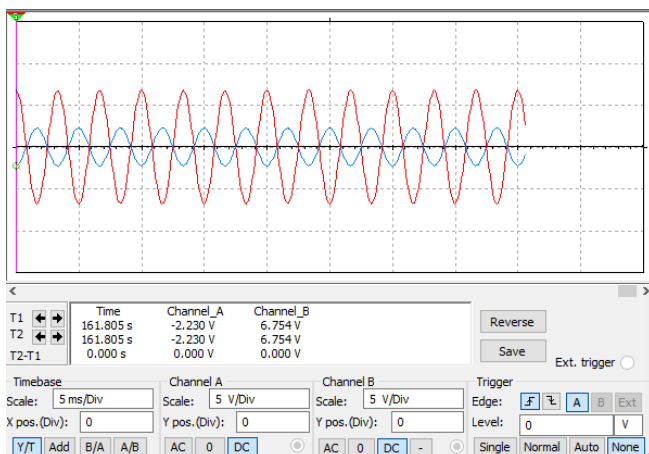 Time Channel_A Channel_B
T1 161.805 s -2.230 V 6.754 V
T2 161.805 s -2.230 V 6.754 V
T2-T1 0.000 s 0.000 V 0.000 V
Reverse
Save
Ext. trigger
Timebase
Scale: 5 ms/Div
X pos.(Div): 0
Y/T Add B/A A/B
Channel A
Scale: 5 V/Div
Y pos.(Div): 0
AC 0 DC
Channel B
Scale: 5 V/Div
Y pos.(Div): 0
AC 0 DC -
Trigger
Edge: A B Ext
Level: 0 V
Single Normal Auto None